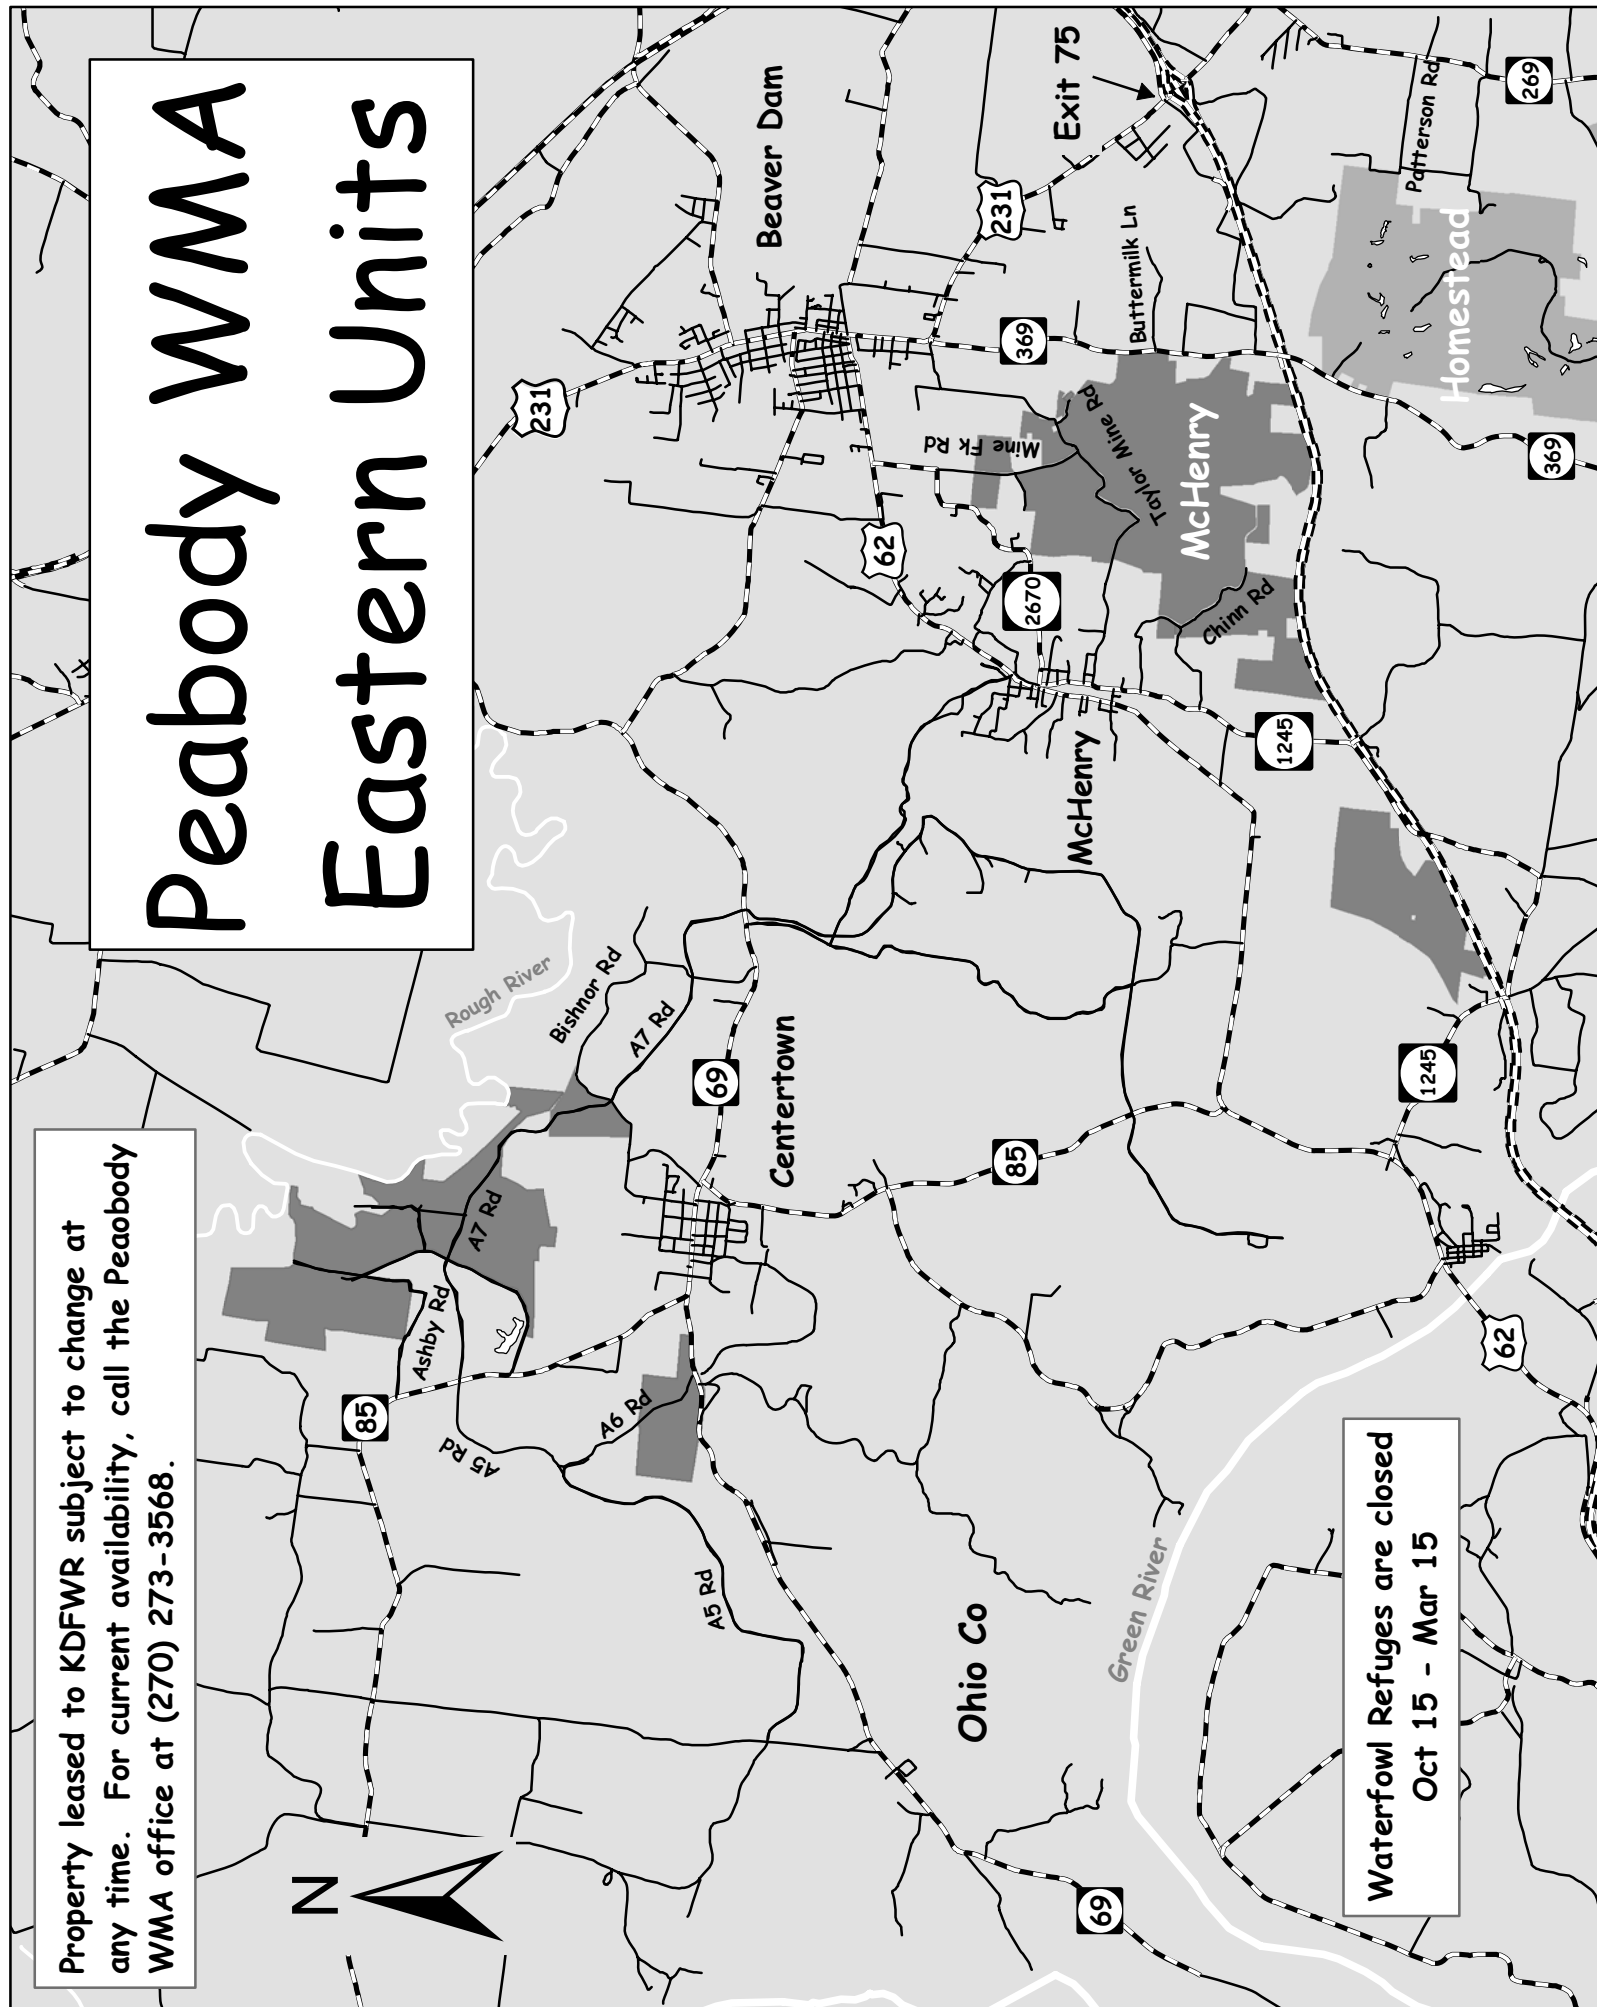 Peabody WMA
Eastern Units
Property leased to KDFWR subject to change at
any time.  For current availability, call the Peabody
WMA office at (270) 273-3568.
N
Rough River
Bishnor Rd
A7 Rd
A7 Rd
Ashby Rd
85
A5 Rd
A6 Rd
A5 Rd
69
Centertown
231
Beaver Dam
Exit 75
231
62
Mine Fk Rd
369
Buttermilk Ln
Taylor Mine Rd
2670
McHenry
McHenry
Chinn Rd
1245
Patterson Rd
269
Homestead
369
85
1245
62
Ohio Co
Green River
69
Waterfowl Refuges are closed
Oct 15 - Mar 15